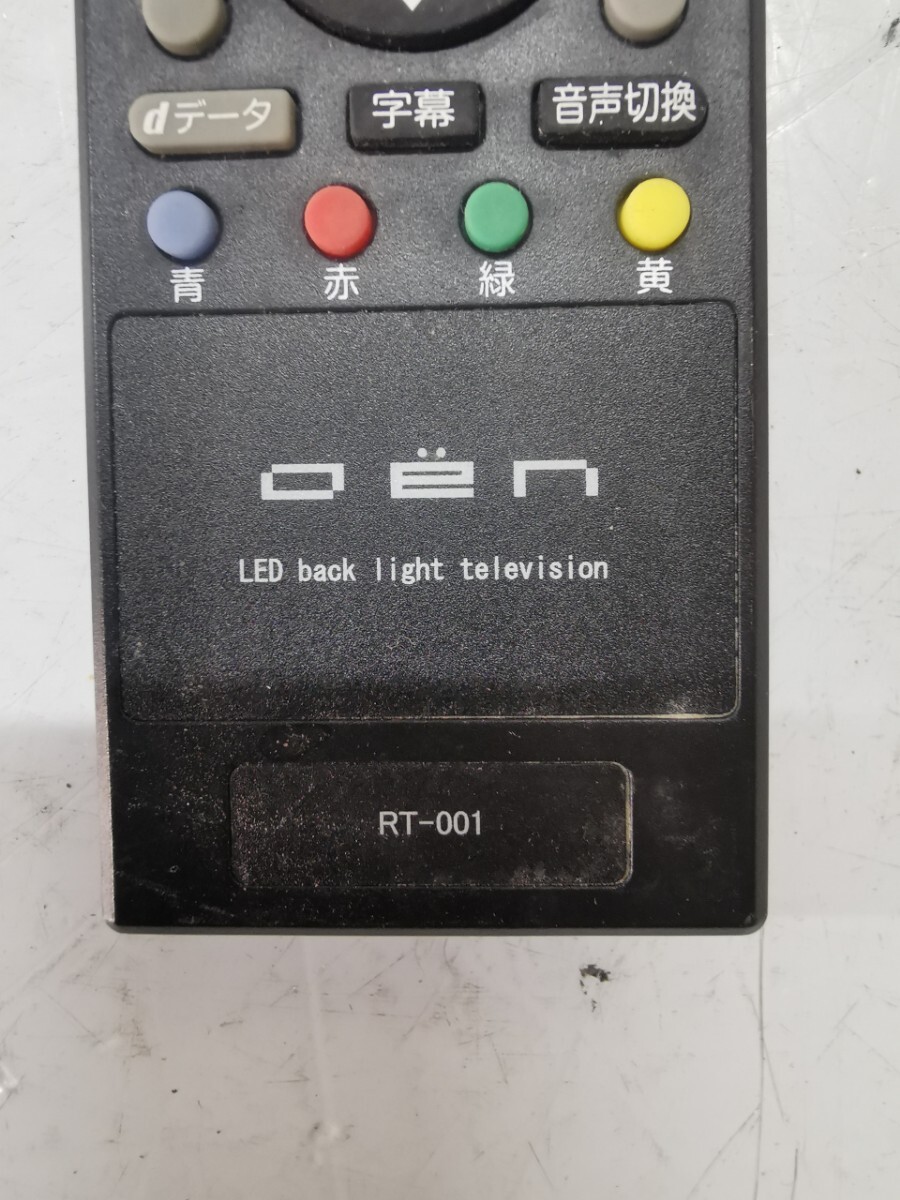 dデータ 字幕 音声切換
青 赤 緑 黄
oën
LED back light television
RT-001